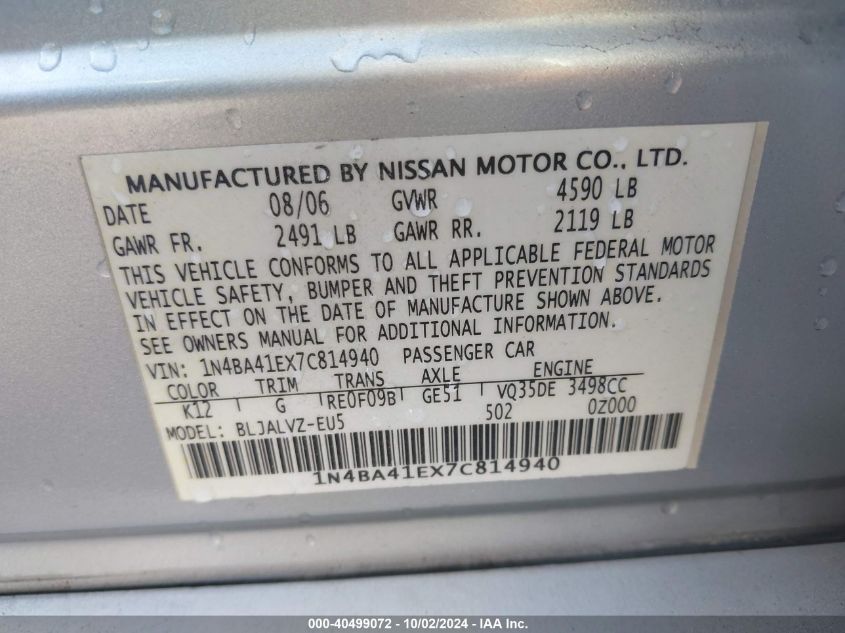 MANUFACTURED BY NISSAN MOTOR CO., LTD.
DATE 08/06 GVWR 4590 LB
GAWR FR. 2491 LB GAWR RR. 2119 LB
THIS VEHICLE CONFORMS TO ALL APPLICABLE FEDERAL MOTOR
VEHICLE SAFETY, BUMPER AND THEFT PREVENTION STANDARDS
IN EFFECT ON THE DATE OF MANUFACTURE SHOWN ABOVE.
SEE OWNERS MANUAL FOR ADDITIONAL INFORMATION.
VIN: 1N4BA41EX7C814940 PASSENGER CAR
COLOR TRIM TRANS AXLE ENGINE
K12 G RE0F09B GE51 VQ35DE 3498CC
MODEL: BLJALVZ-EU5 502 0Z000
1N4BA41EX7C814940
000-40499072 - 10/02/2024 - IAA Inc.